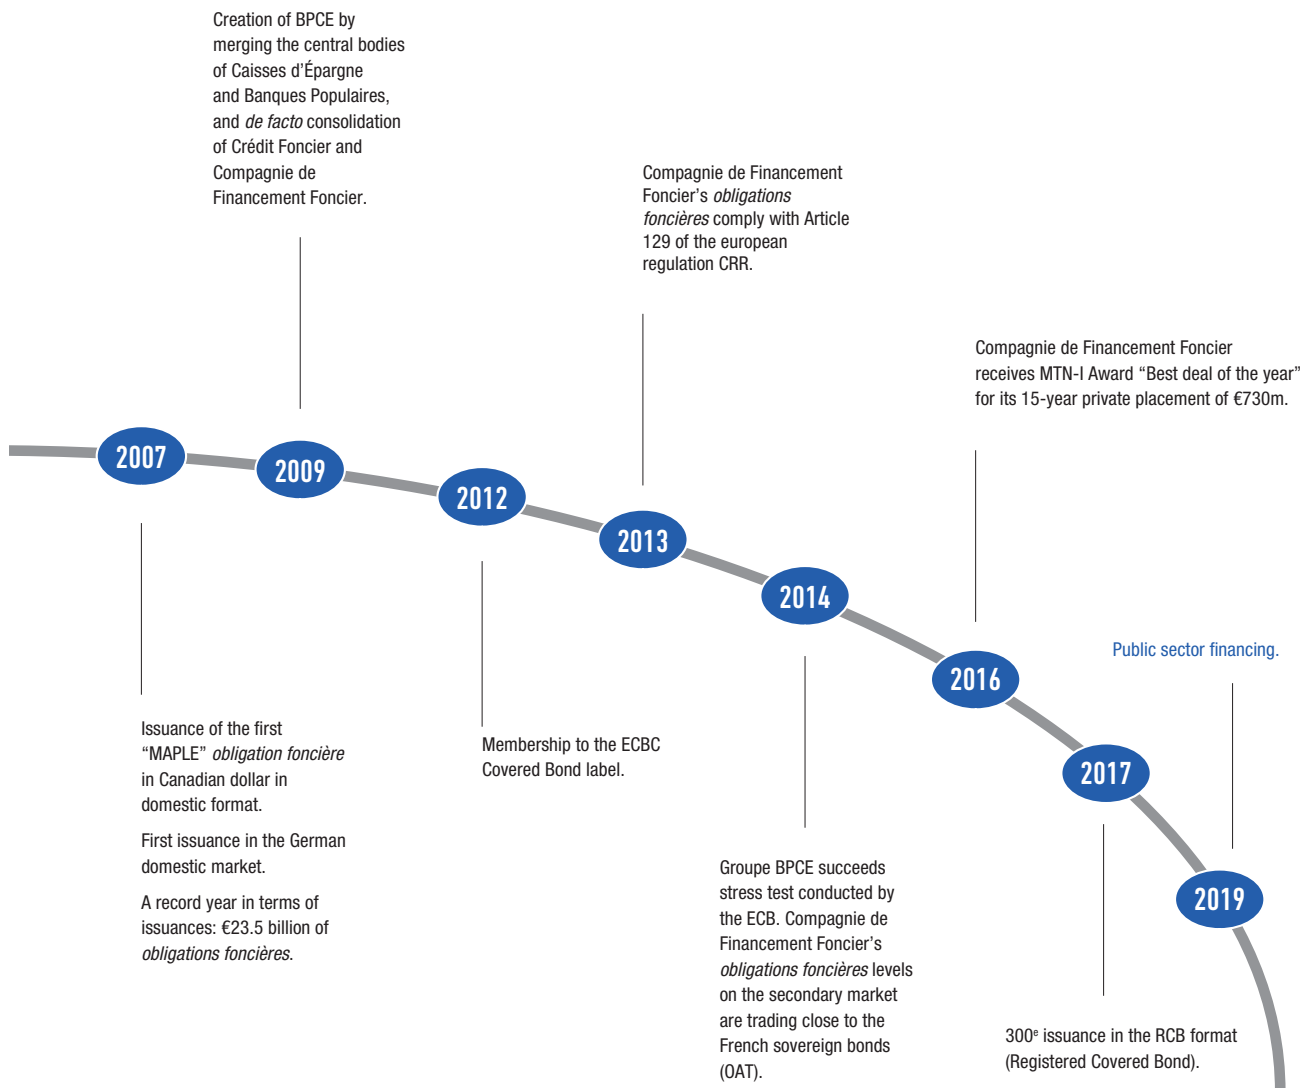 Creation of BPCE by
merging the central bodies
of Caisses d’Épargne
and Banques Populaires,
and de facto consolidation
of Crédit Foncier and
Compagnie de
Financement Foncier.
Compagnie de Financement
Foncier’s obligations
foncières comply with Article
129 of the european
regulation CRR.
Compagnie de Financement Foncier
receives MTN-I Award “Best deal of the year”
for its 15-year private placement of €730m.
2007
2009
2012
2013
2014
2016
Public sector financing.
2017
2019
Issuance of the first
“MAPLE” obligation foncière
in Canadian dollar in
domestic format.
First issuance in the German
domestic market.
A record year in terms of
issuances: €23.5 billion of
obligations foncières.
Membership to the ECBC
Covered Bond label.
Groupe BPCE succeeds
stress test conducted by
the ECB. Compagnie de
Financement Foncier’s
obligations foncières levels
on the secondary market
are trading close to the
French sovereign bonds
(OAT).
300e issuance in the RCB format
(Registered Covered Bond).